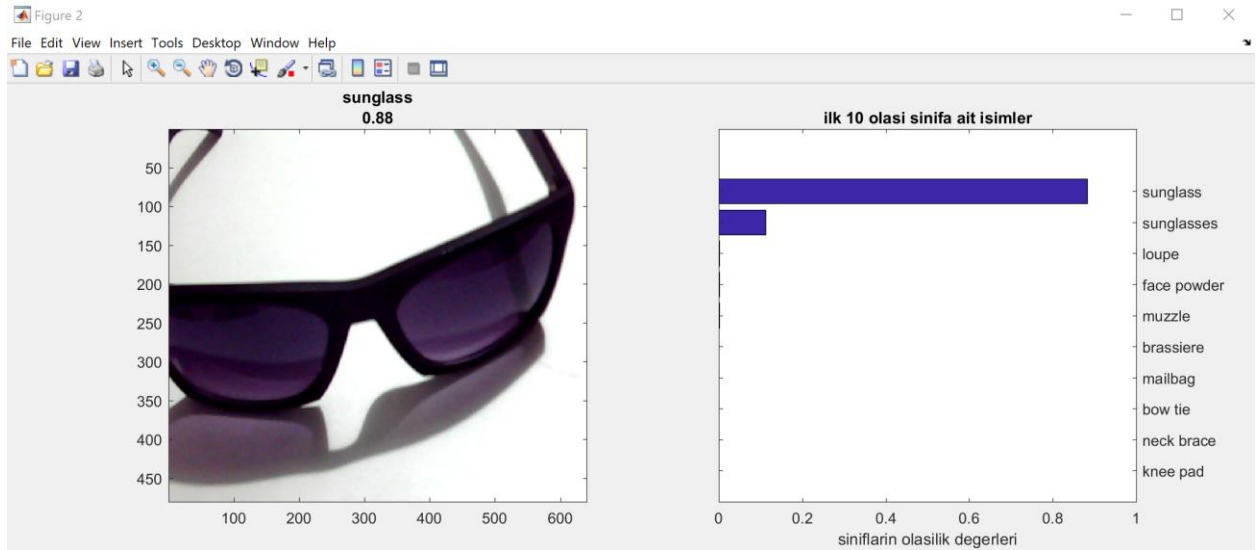 Figure 2
File Edit View Insert Tools Desktop Window Help
sunglass
0.88
50
100
150
200
250
300
350
400
450
100 200 300 400 500 600
ilk 10 olasi sinifa ait isimler
sunglass
sunglasses
loupe
face powder
muzzle
brassiere
mailbag
bow tie
neck brace
knee pad
0 0.2 0.4 0.6 0.8 1
siniflarin olasilik degerleri